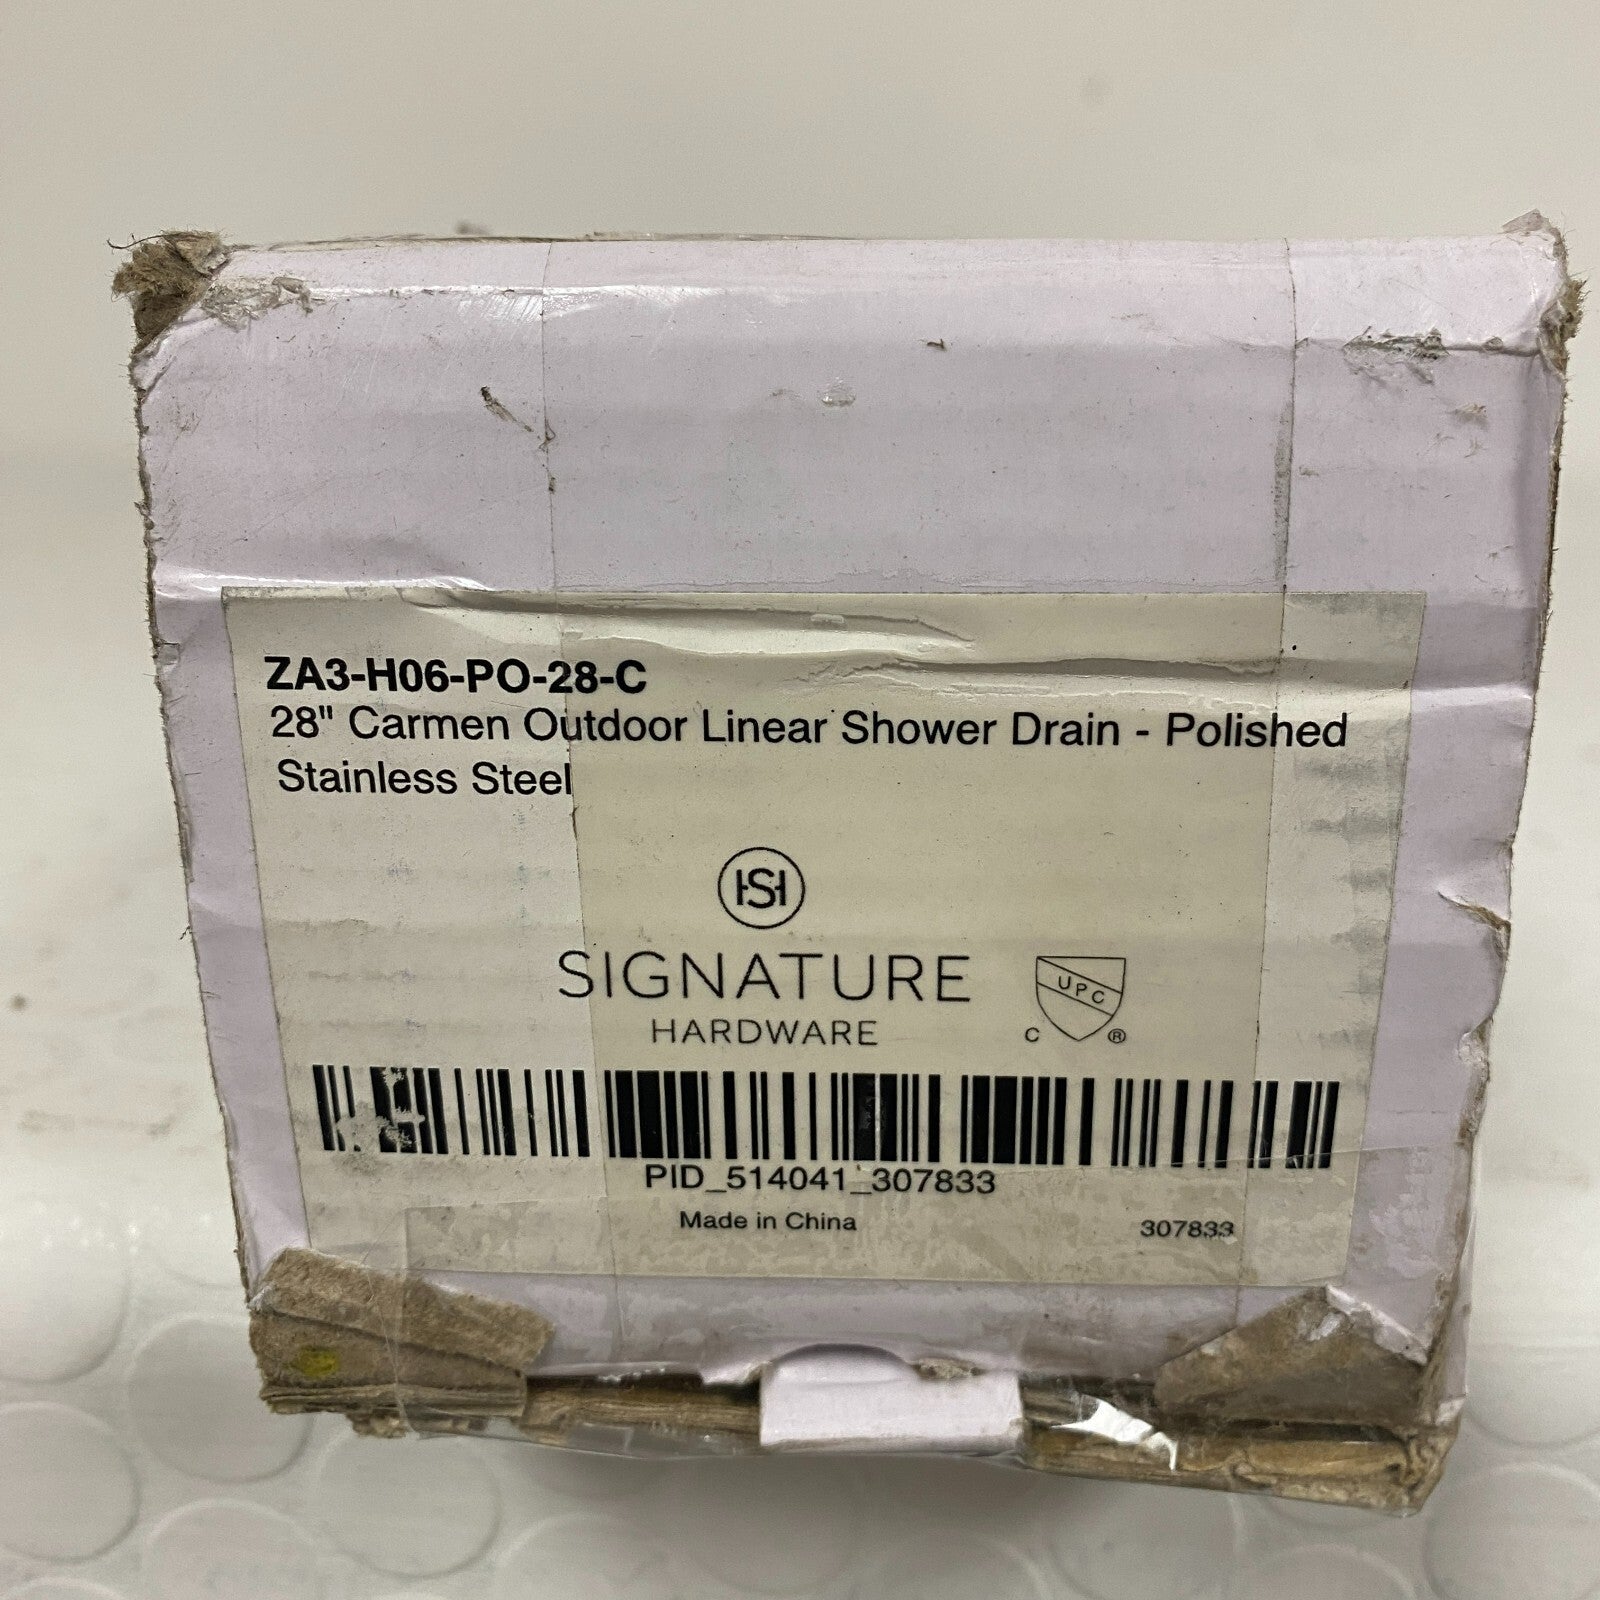 ZA3-H06-PO-28-C
28" Carmen Outdoor Linear Shower Drain - Polished
Stainless Steel
HSH
SIGNATURE
HARDWARE
UPC
C ®
PID_514041_307833
Made in China
307833